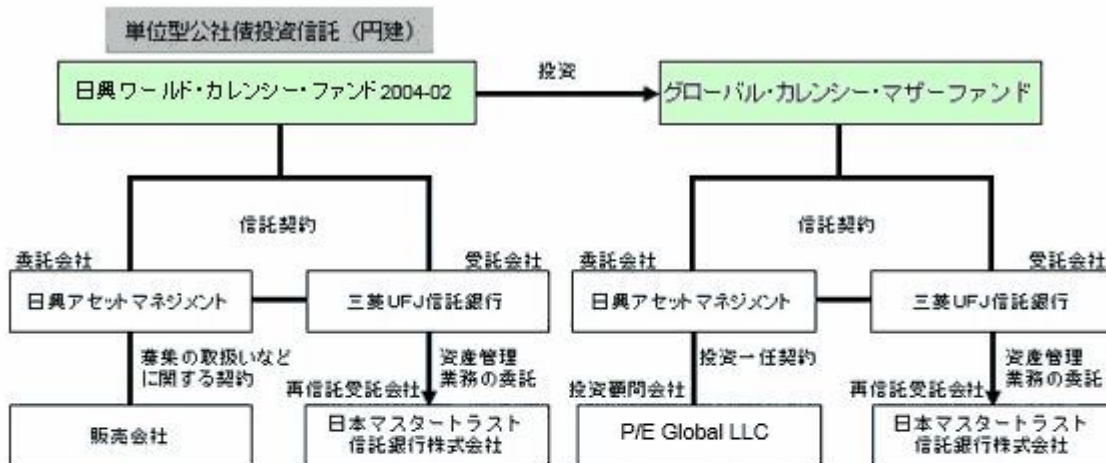 単位型公社債投資信託（円建）
日興ワールド・カレンシー・ファンド2004-02
投資
グローバル・カレンシー・マザーファンド
信託契約
信託契約
委託会社
受託会社
委託会社
受託会社
日興アセットマネジメント
三菱UFJ信託銀行
日興アセットマネジメント
三菱UFJ信託銀行
募集の取扱いなど
に関する契約
資産管理
業務の委託
投資一任契約
資産管理
業務の委託
再信託受託会社
投資顧問会社
再信託受託会社
販売会社
日本マスタートラスト
信託銀行株式会社
P/E Global LLC
日本マスタートラスト
信託銀行株式会社